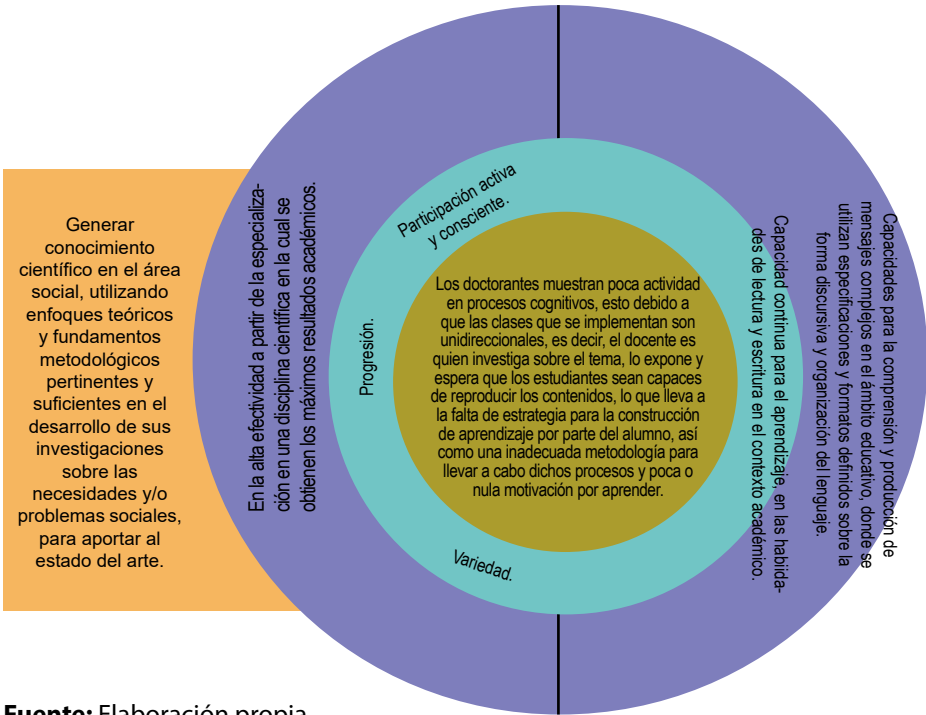 Generar
conocimiento
científico en el área
social, utilizando
enfoques teóricos
y fundamentos
metodológicos
pertinentes y
suficientes en el
desarrollo de sus
investigaciones
sobre las
necesidades y/o
problemas sociales,
para aportar al
estado del arte.
En la alta efectividad a partir de la especializa-
ción en una disciplina científica en la cual se
obtienen los máximos resultados académicos.
Participación activa
y consciente.
Progresión.
Variedad.
Los doctorantes muestran poca actividad
en procesos cognitivos, esto debido a
que las clases que se implementan son
unidireccionales, es decir, el docente es
quien investiga sobre el tema, lo expone y
espera que los estudiantes sean capaces
de reproducir los contenidos, lo que lleva a
la falta de estrategia para la construcción
de aprendizaje por parte del alumno, así
como una inadecuada metodología para
llevar a cabo dichos procesos y poca o
nula motivación por aprender.
Capacidad continua para el aprendizaje, en las habiida-
des de lectura y escritura en el contexto académico.
Capacidades para la comprensión y producción de
mensajes complejos en el ámbito educativo, donde se
utilizan especificaciones y formatos definidos sobre la
forma discursiva y organización del lenguaje.
Fuente: Elaboración propia